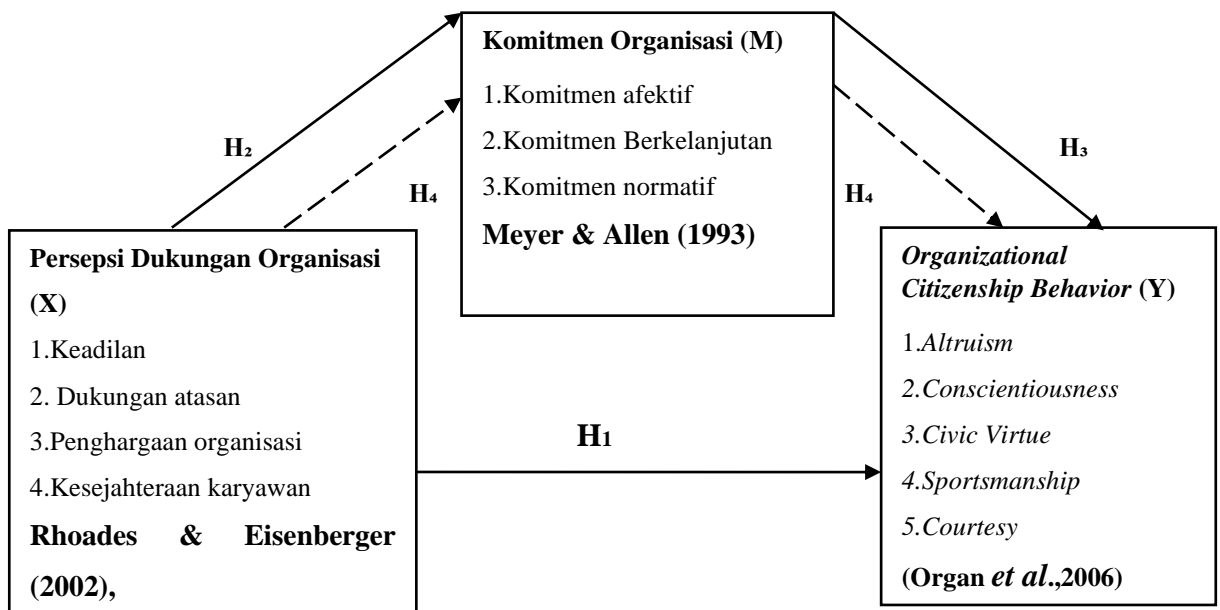 Komitmen Organisasi (M)
1.Komitmen afektif
2.Komitmen Berkelanjutan
3.Komitmen normatif
Meyer & Allen (1993)
H₂
H₄
H₄
H₃
Persepsi Dukungan Organisasi
(X)
1.Keadilan
2. Dukungan atasan
3.Penghargaan organisasi
4.Kesejahteraan karyawan
Rhoades & Eisenberger
(2002),
H1
Organizational
Citizenship Behavior (Y)
1.Altruism
2.Conscientiousness
3.Civic Virtue
4.Sportsmanship
5.Courtesy
(Organ et al.,2006)